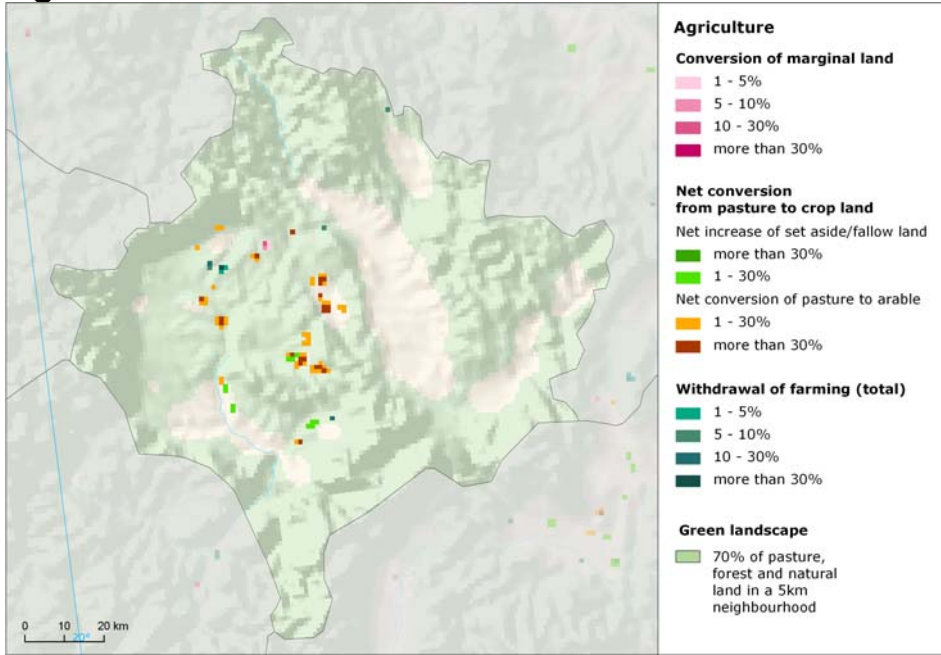 Agriculture
Conversion of marginal land
1 - 5%
5 - 10%
10 - 30%
more than 30%
Net conversion
from pasture to crop land
Net increase of set aside/fallow land
more than 30%
1 - 30%
Net conversion of pasture to arable
1 - 30%
more than 30%
Withdrawal of farming (total)
1 - 5%
5 - 10%
10 - 30%
more than 30%
Green landscape
70% of pasture,
forest and natural
land in a 5km
neighbourhood
0 10 20 km
20°